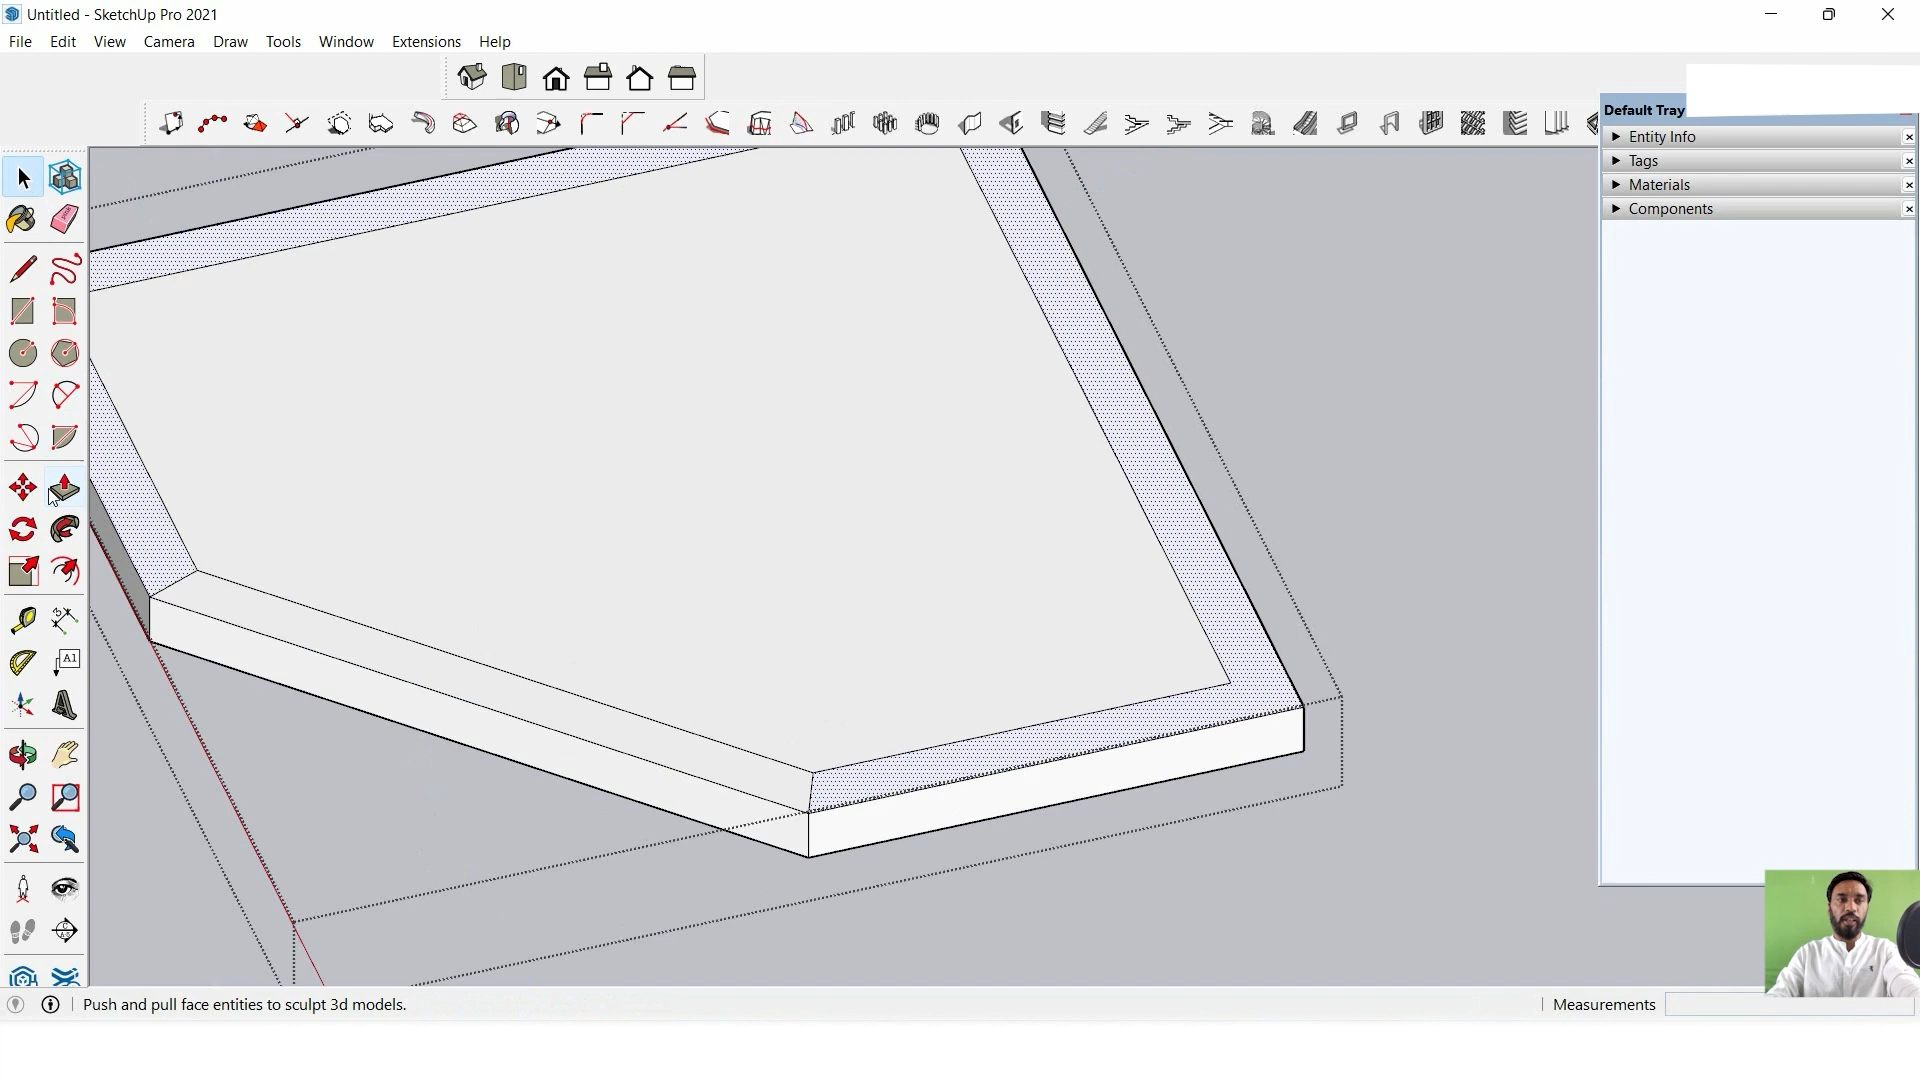 Untitled - SketchUp Pro 2021
File Edit View Camera Draw Tools Window Extensions Help
Default Tray
Entity Info
Tags
Materials
Components
A1
Push and pull face entities to sculpt 3d models.
Measurements